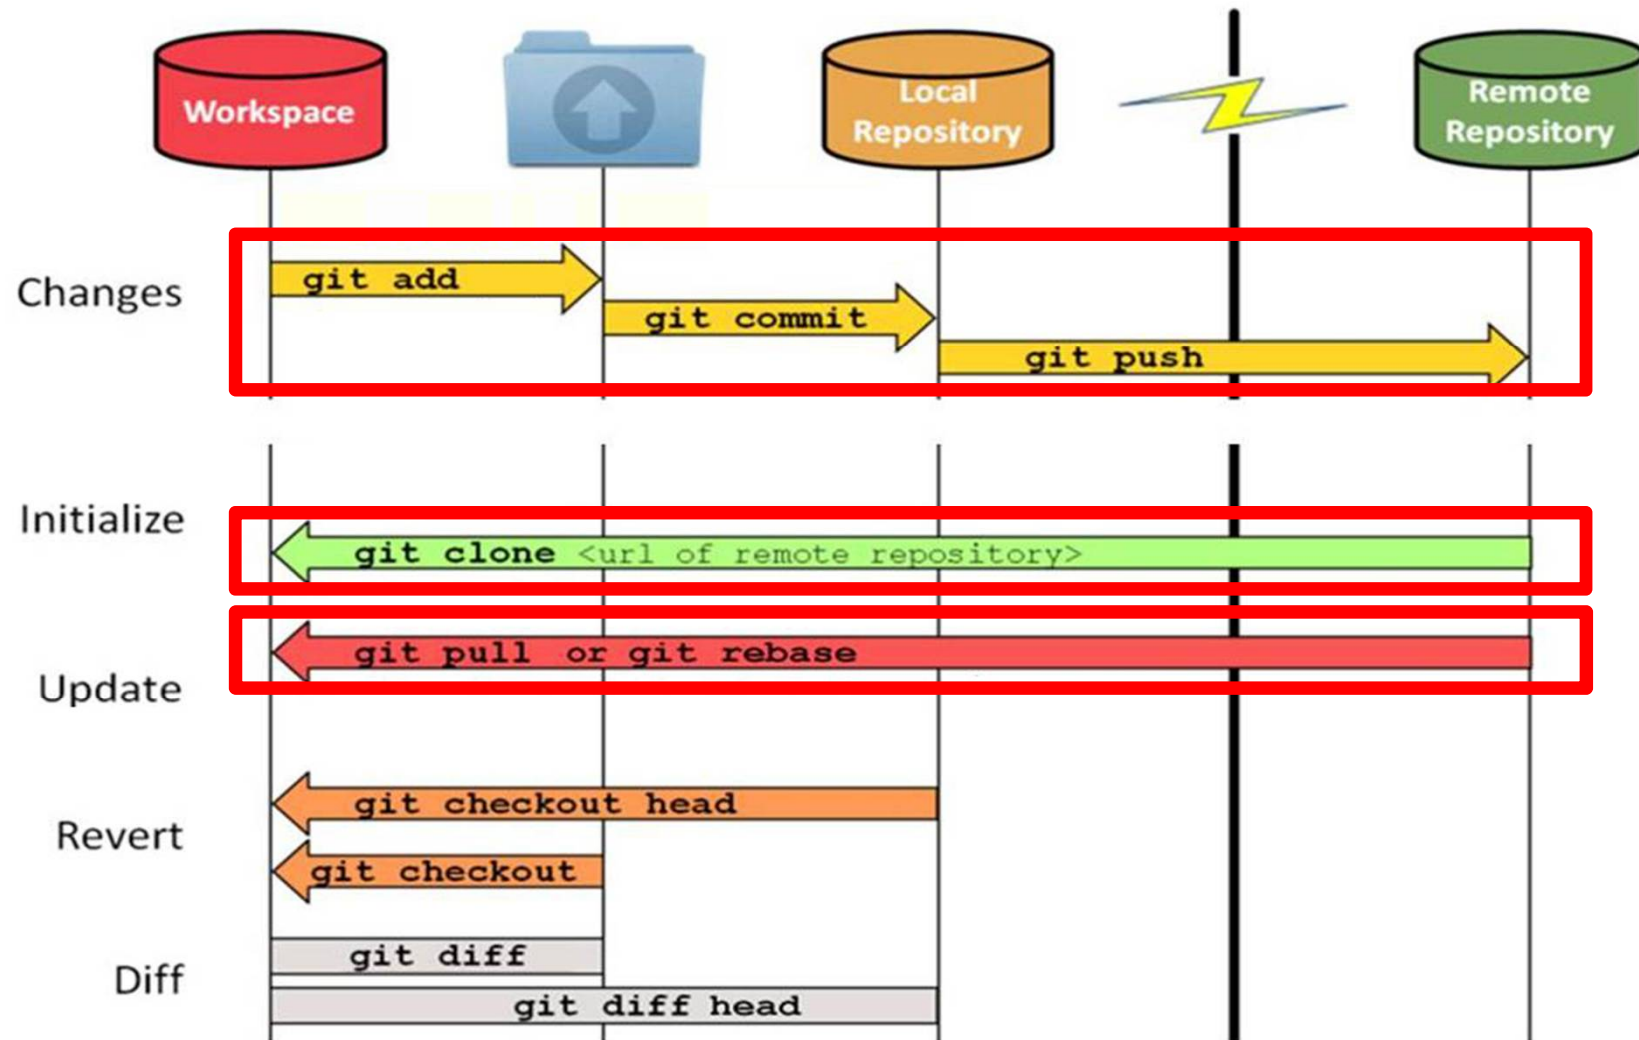 Workspace
Local
Repository
Remote
Repository
Changes
git add
git commit
git push
Initialize
git clone <url of remote repository>
Update
git pull or git rebase
Revert
git checkout head
git checkout
Diff
git diff
git diff head